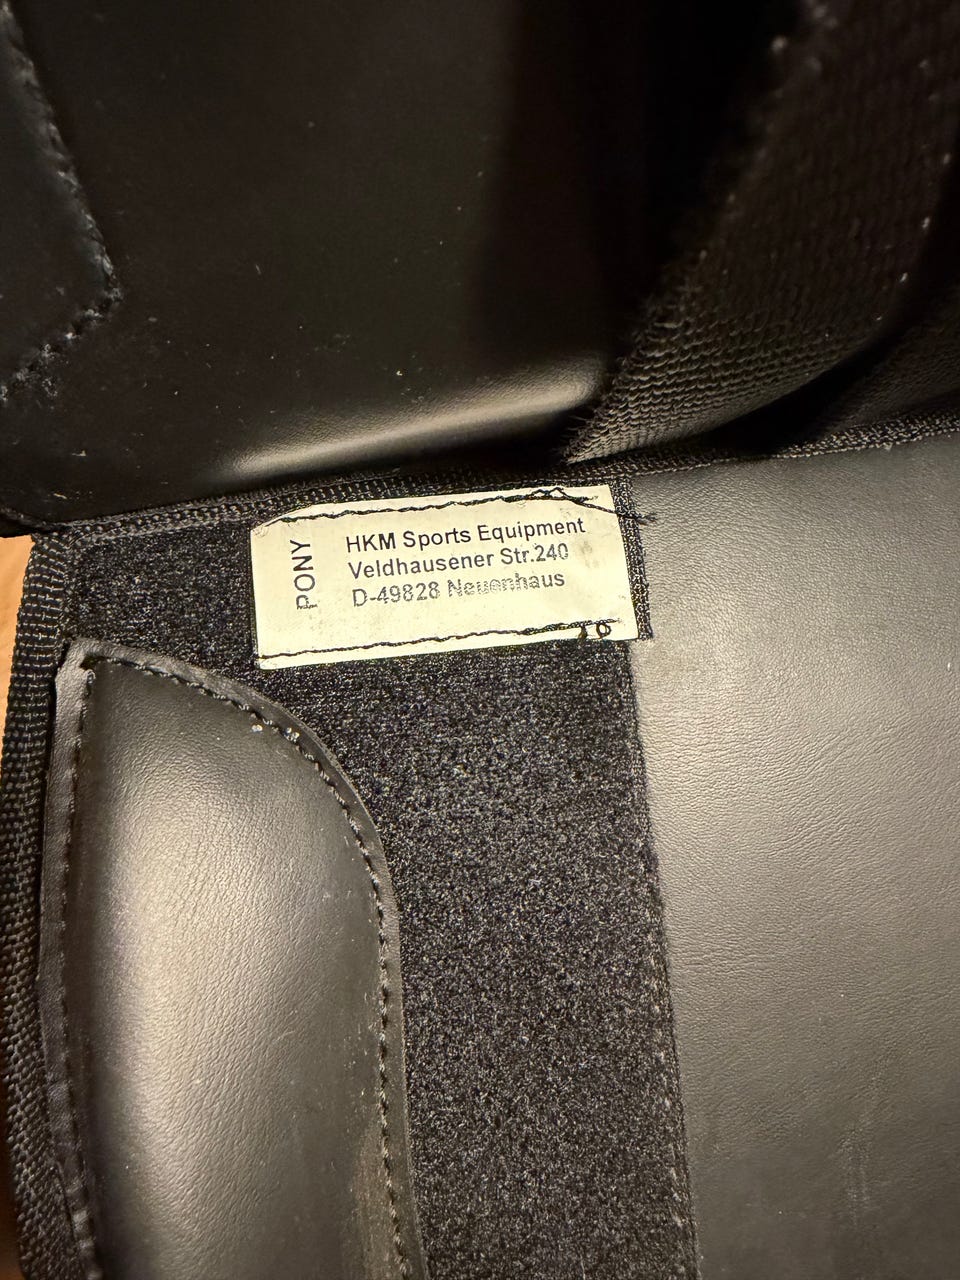 PONY
HKM Sports Equipment
Veldhausener Str.240
D-49828 Neuenhaus